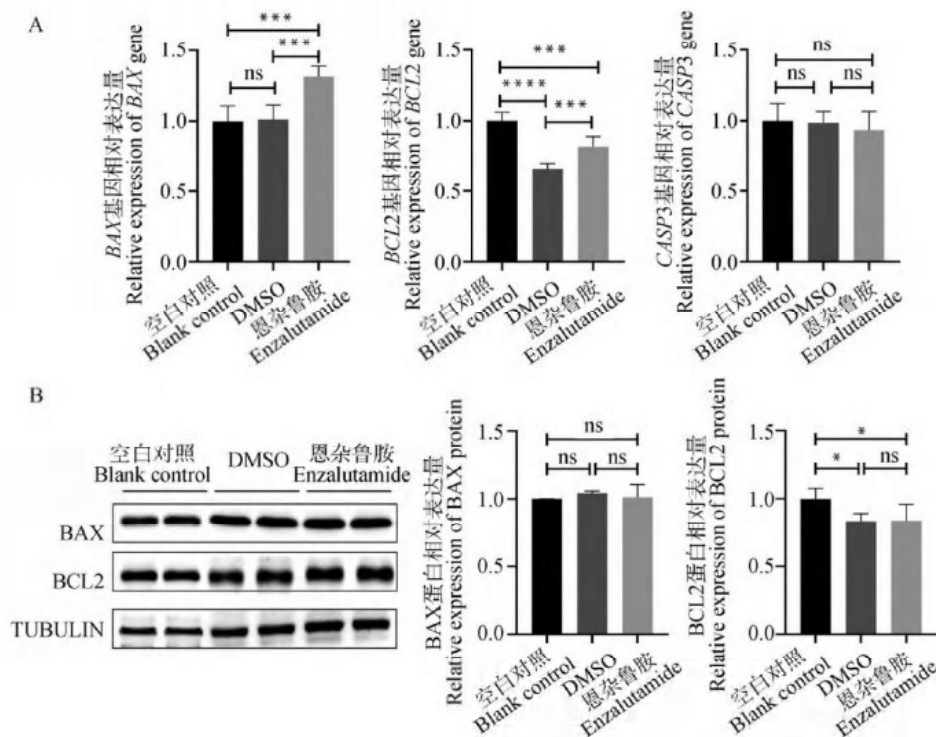 A
BAX基因相对表达量
Relative expression of BAX gene
1.5
1.0
0.5
0.0
***
***
ns
空白对照
Blank control
DMSO
恩杂鲁胺
Enzalutamide
BCL2基因相对表达量
Relative expression of BCL2 gene
1.5
1.0
0.5
0.0
***
****
***
空白对照
Blank control
DMSO
恩杂鲁胺
Enzalutamide
CASP3基因相对表达量
Relative expression of CASP3 gene
1.5
1.0
0.5
0.0
ns
ns
ns
空白对照
Blank control
DMSO
恩杂鲁胺
Enzalutamide
B
空白对照
Blank control
DMSO
恩杂鲁胺
Enzalutamide
BAX
BCL2
TUBULIN
BAX蛋白相对表达量
Relative expression of BAX protein
1.5
1.0
0.5
0.0
ns
ns
ns
空白对照
Blank control
DMSO
恩杂鲁胺
Enzalutamide
BCL2蛋白相对表达量
Relative expression of BCL2 protein
1.5
1.0
0.5
0.0
*
*
ns
空白对照
Blank control
DMSO
恩杂鲁胺
Enzalutamide